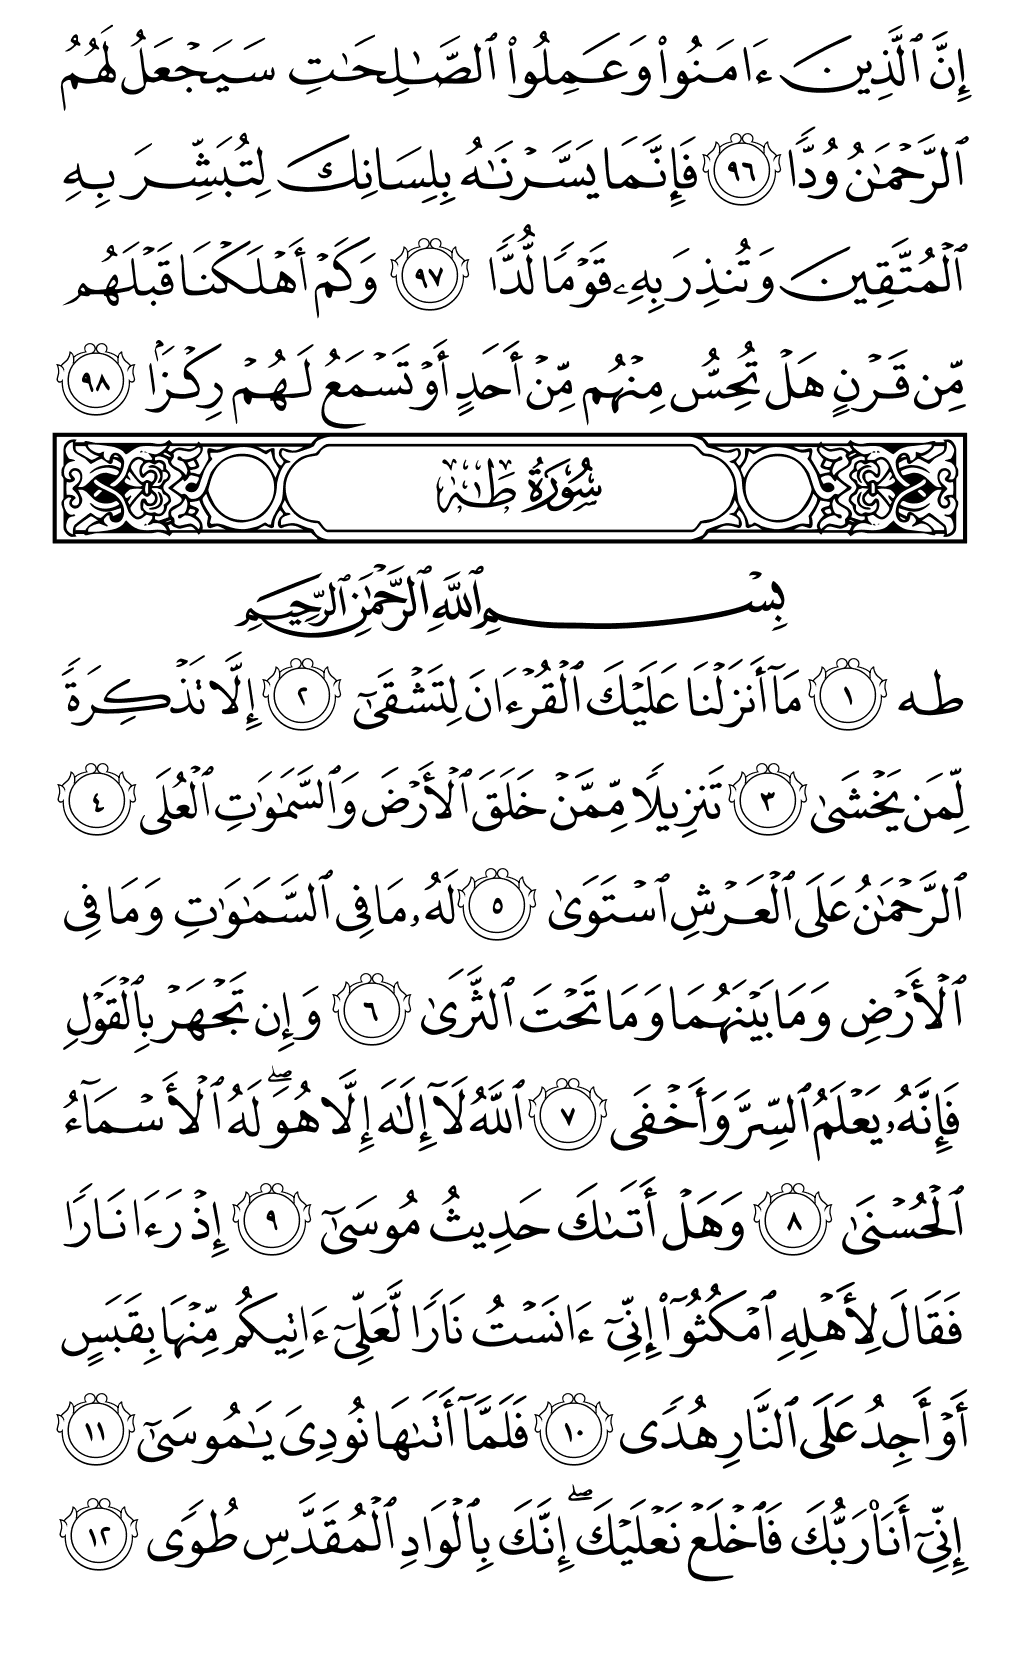 إِنَّ ٱلَّذِينَ ءَامَنُوا۟ وَعَمِلُوا۟ ٱلصَّـٰلِحَـٰتِ سَيَجْعَلُ لَهُمُ
ٱلرَّحْمَـٰنُ وُدًّا ٩٦ فَإِنَّمَا يَسَّرْنَـٰهُ بِلِسَانِكَ لِتُبَشِّرَ بِهِ
ٱلْمُتَّقِينَ وَتُنذِرَ بِهِۦ قَوْمًا لُّدًّا ٩٧ وَكَمْ أَهْلَكْنَا قَبْلَهُم
مِّن قَرْنٍ هَلْ تُحِسُّ مِنْهُم مِّنْ أَحَدٍ أَوْ تَسْمَعُ لَهُمْ رِكْزًۢا ٩٨
سُورَةُ طٰهٰ
بِسْمِ ٱللَّهِ ٱلرَّحْمَـٰنِ ٱلرَّحِيمِ
طه ١ مَآ أَنزَلْنَا عَلَيْكَ ٱلْقُرْءَانَ لِتَشْقَىٰٓ ٢ إِلَّا تَذْكِرَةً
لِّمَن يَخْشَىٰ ٣ تَنزِيلًا مِّمَّنْ خَلَقَ ٱلْأَرْضَ وَٱلسَّمَـٰوَٰتِ ٱلْعُلَى ٤
ٱلرَّحْمَـٰنُ عَلَى ٱلْعَرْشِ ٱسْتَوَىٰ ٥ لَهُۥ مَا فِى ٱلسَّمَـٰوَٰتِ وَمَا فِى
ٱلْأَرْضِ وَمَا بَيْنَهُمَا وَمَا تَحْتَ ٱلثَّرَىٰ ٦ وَإِن تَجْهَرْ بِٱلْقَوْلِ
فَإِنَّهُۥ يَعْلَمُ ٱلسِّرَّ وَأَخْفَى ٧ ٱللَّهُ لَآ إِلَـٰهَ إِلَّا هُوَ ۖ لَهُ ٱلْأَسْمَآءُ
ٱلْحُسْنَىٰ ٨ وَهَلْ أَتَىٰكَ حَدِيثُ مُوسَىٰٓ ٩ إِذْ رَءَا نَارًا
فَقَالَ لِأَهْلِهِ ٱمْكُثُوٓا۟ إِنِّىٓ ءَانَسْتُ نَارًا لَّعَلِّىٓ ءَاتِيكُم مِّنْهَا بِقَبَسٍ
أَوْ أَجِدُ عَلَى ٱلنَّارِ هُدًى ١٠ فَلَمَّآ أَتَىٰهَا نُودِىَ يَـٰمُوسَىٰٓ ١١
إِنِّىٓ أَنَا۠ رَبُّكَ فَٱخْلَعْ نَعْلَيْكَ ۖ إِنَّكَ بِٱلْوَادِ ٱلْمُقَدَّسِ طُوًى ١٢